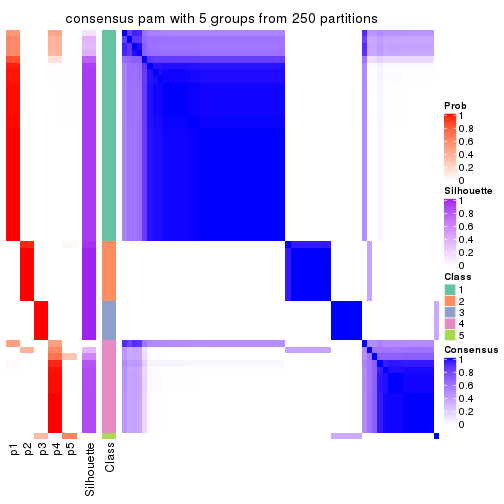 consensus pam with 5 groups from 250 partitions
Prob
1
0.8
0.6
0.4
0.2
0
Silhouette
1
0.8
0.6
0.4
0.2
0
Class
1
2
3
4
5
Consensus
1
0.8
0.6
0.4
0.2
0
p1
p2
p3
p4
p5
Silhouette
Class